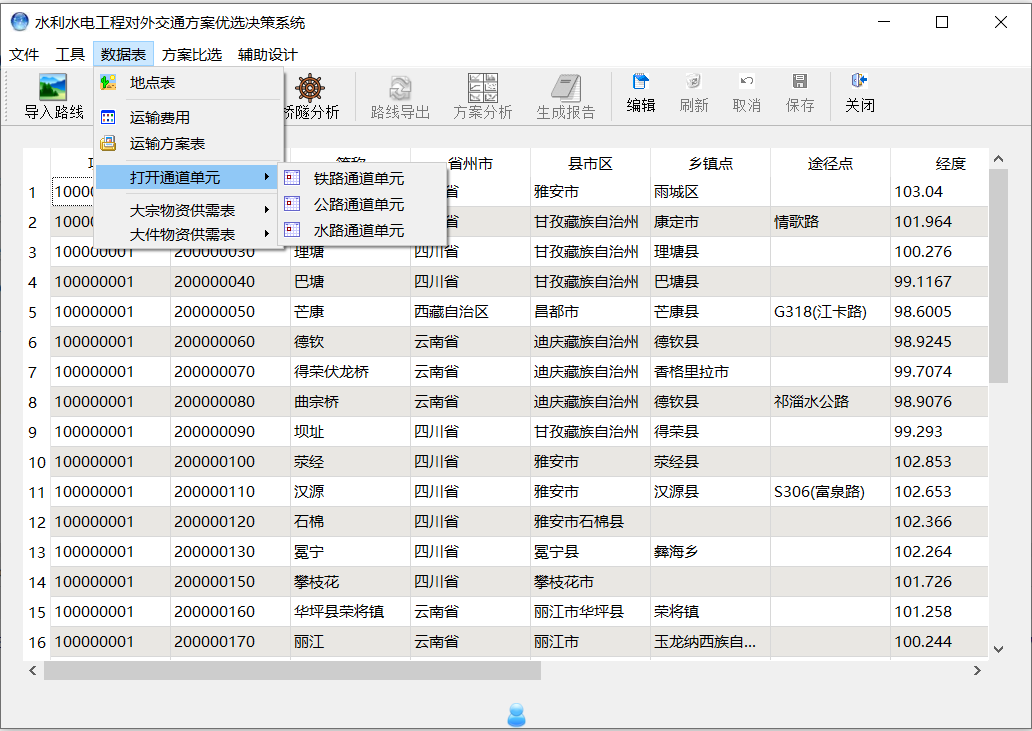 水利水电工程对外交通方案优选决策系统
文件 工具 数据表 方案比选 辅助设计
导入路线 桥隧分析 路线导出 方案分析 生成报告 编辑 刷新 取消 保存 关闭
地点表
运输费用
运输方案表
打开通道单元
大宗物资供需表
大件物资供需表
铁路通道单元
公路通道单元
水路通道单元
简称 省州市 县市区 乡镇点 途径点 经度
1 雅安市 雨城区 103.04
2 甘孜藏族自治州 康定市 情歌路 101.964
3 100000001 200000030 理塘 四川省 甘孜藏族自治州 理塘县 100.276
4 100000001 200000040 巴塘 四川省 甘孜藏族自治州 巴塘县 99.1167
5 100000001 200000050 芒康 西藏自治区 昌都市 芒康县 G318(江卡路) 98.6005
6 100000001 200000060 德钦 云南省 迪庆藏族自治州 德钦县 98.9245
7 100000001 200000070 得荣伏龙桥 云南省 迪庆藏族自治州 香格里拉市 99.7074
8 100000001 200000080 曲宗桥 云南省 迪庆藏族自治州 德钦县 祁淄水公路 98.9076
9 100000001 200000090 坝址 四川省 甘孜藏族自治州 得荣县 99.293
10 100000001 200000100 荥经 四川省 雅安市 荥经县 102.853
11 100000001 200000110 汉源 四川省 雅安市 汉源县 S306(富泉路) 102.653
12 100000001 200000120 石棉 四川省 雅安市石棉县 102.366
13 100000001 200000130 冕宁 四川省 冕宁县 彝海乡 102.264
14 100000001 200000150 攀枝花 四川省 攀枝花市 101.726
15 100000001 200000160 华坪县荣将镇 云南省 丽江市华坪县 荣将镇 101.258
16 100000001 200000170 丽江 云南省 丽江市 玉龙纳西族自... 100.244